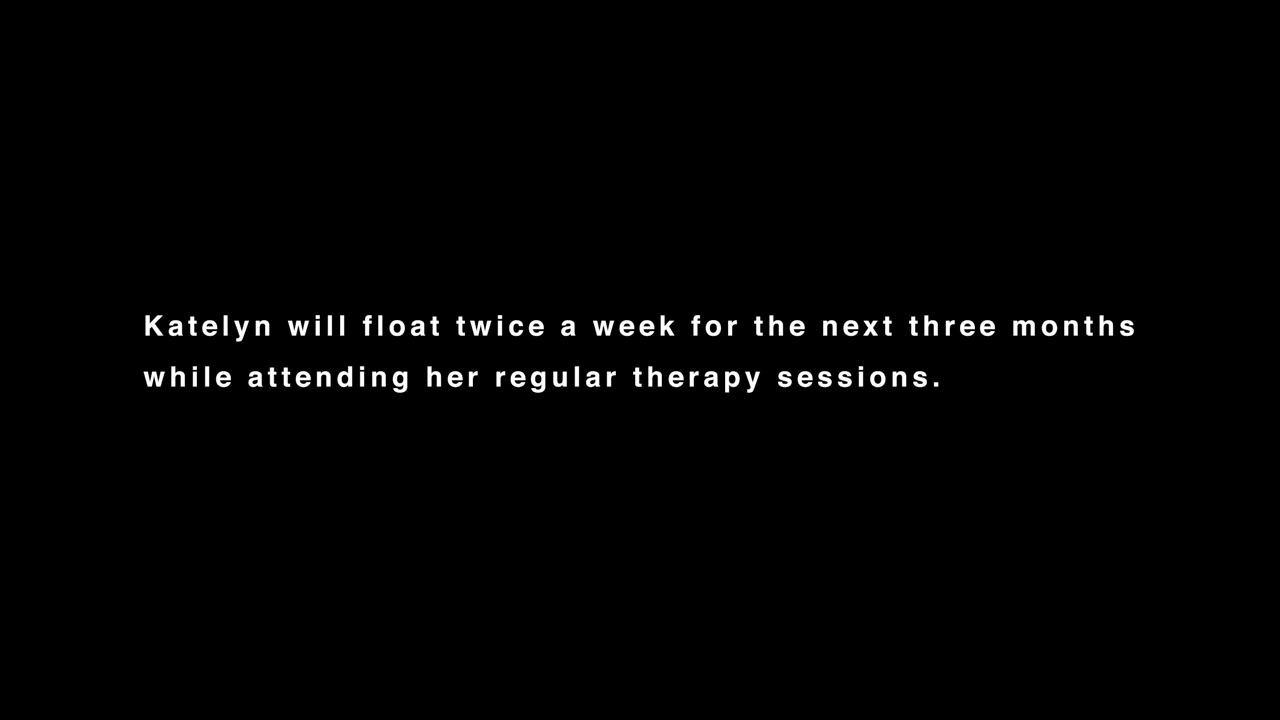 Katelyn will float twice a week for the next three months
while attending her regular therapy sessions.